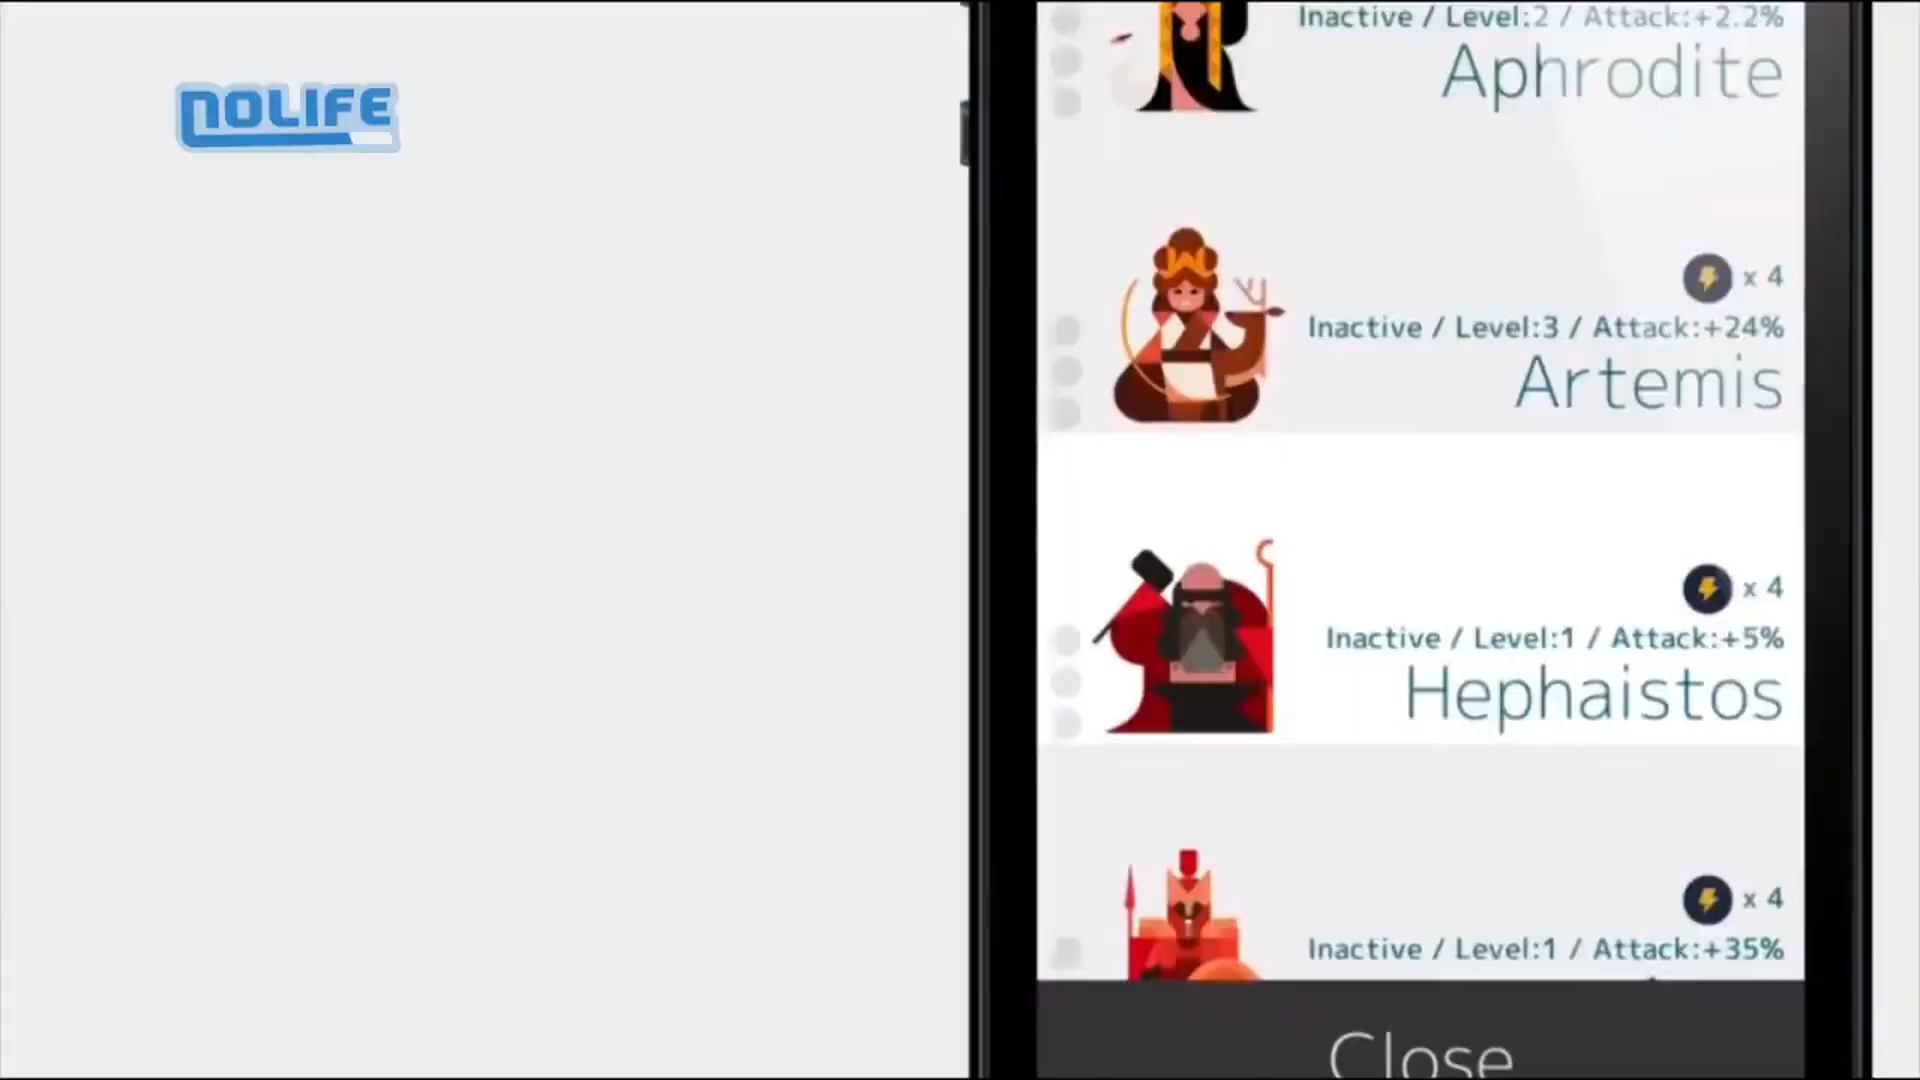 NOLIFE
Inactive / Level:2 / Attack:+2.2%
Aphrodite
x 4
Inactive / Level:3 / Attack:+24%
Artemis
x 4
Inactive / Level:1 / Attack:+5%
Hephaistos
x 4
Inactive / Level:1 / Attack:+35%
Close